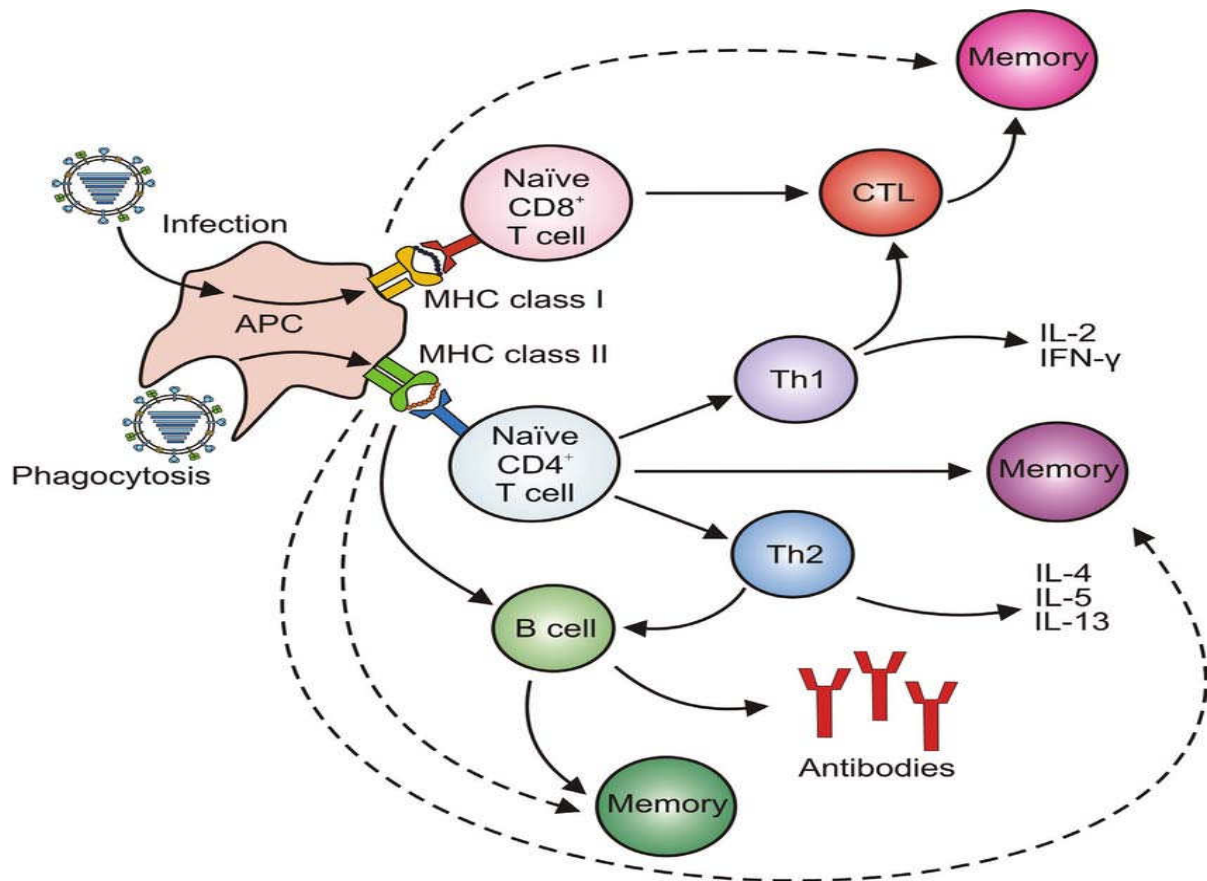 Memory
Naïve
CD8⁺
T cell
CTL
Infection
MHC class I
APC
MHC class II
IL-2
IFN-γ
Th1
Naïve
CD4⁺
T cell
Memory
Phagocytosis
Th2
IL-4
IL-5
IL-13
B cell
Antibodies
Memory